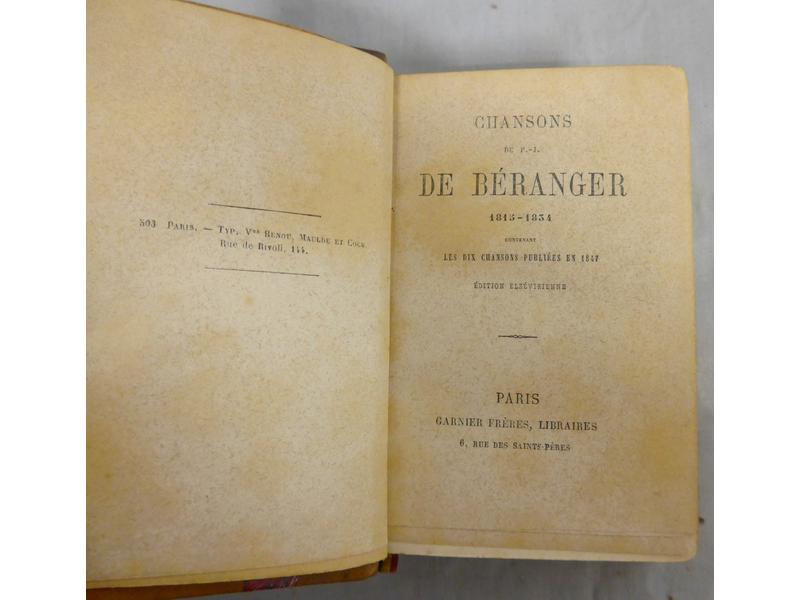 503 PARIS. — TYP. Vve RENOU, MAULDE ET COCK
Rue de Rivoli, 144.
CHANSONS
DE P.-J.
DE BÉRANGER
1815-1834
CONTENANT
LES DIX CHANSONS PUBLIÉES EN 1847
ÉDITION ELZÉVIRIENNE
PARIS
GARNIER FRÈRES, LIBRAIRES
6, RUE DES SAINTS-PÈRES